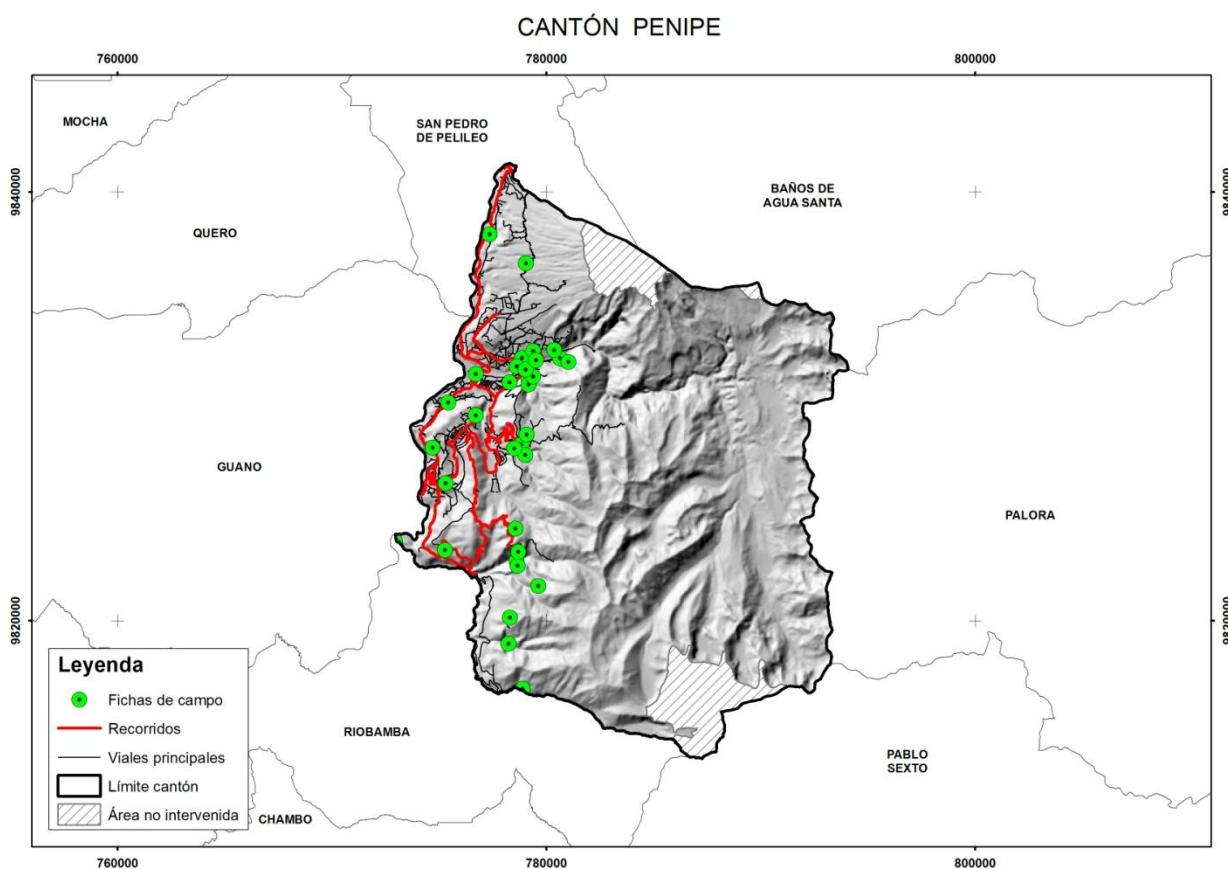 CANTÓN PENIPE
760000
780000
800000
MOCHA
SAN PEDRO
DE PELILEO
9840000
9840000
BAÑOS DE
AGUA SANTA
QUERO
GUANO
PALORA
9820000
9820000
Leyenda
Fichas de campo
Recorridos
Viales principales
Límite cantón
Área no intervenida
RIOBAMBA
PABLO
SEXTO
CHAMBO
760000
780000
800000